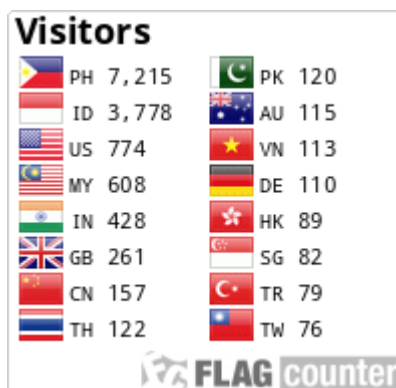 Visitors
PH 7,215
ID 3,778
US 774
MY 608
IN 428
GB 261
CN 157
TH 122
PK 120
AU 115
VN 113
DE 110
HK 89
SG 82
TR 79
TW 76
FC FLAG counter